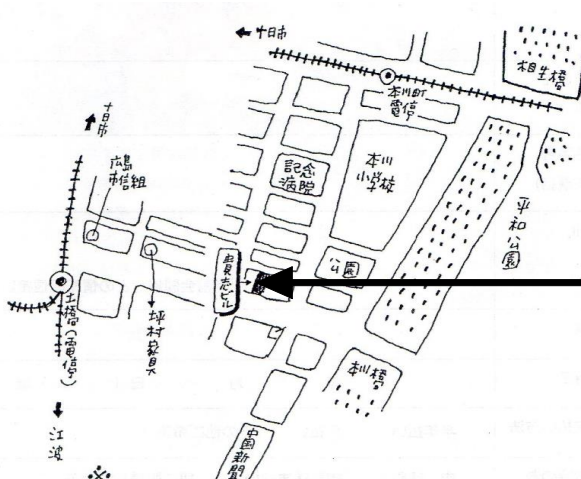 ←十日市
相生橋
本川町
電停
十日市
広島
市信組
記念
病院
本川
小学校
平和公園
公園
貴志ビル
坪村家具
土橋(電停)
本川橋
江波
中国新聞
※